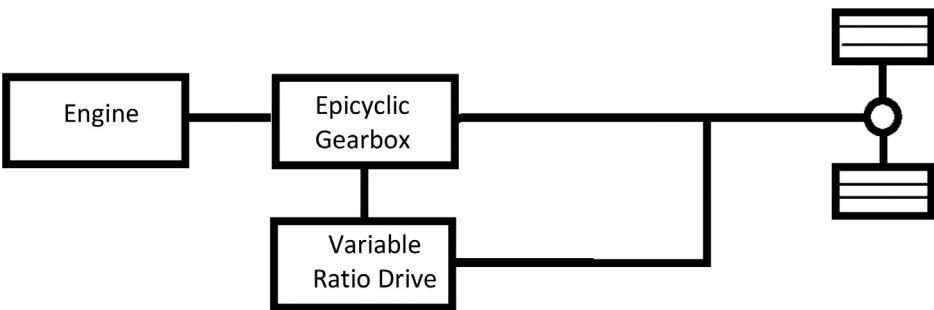 Engine
Epicyclic
Gearbox
Variable
Ratio Drive